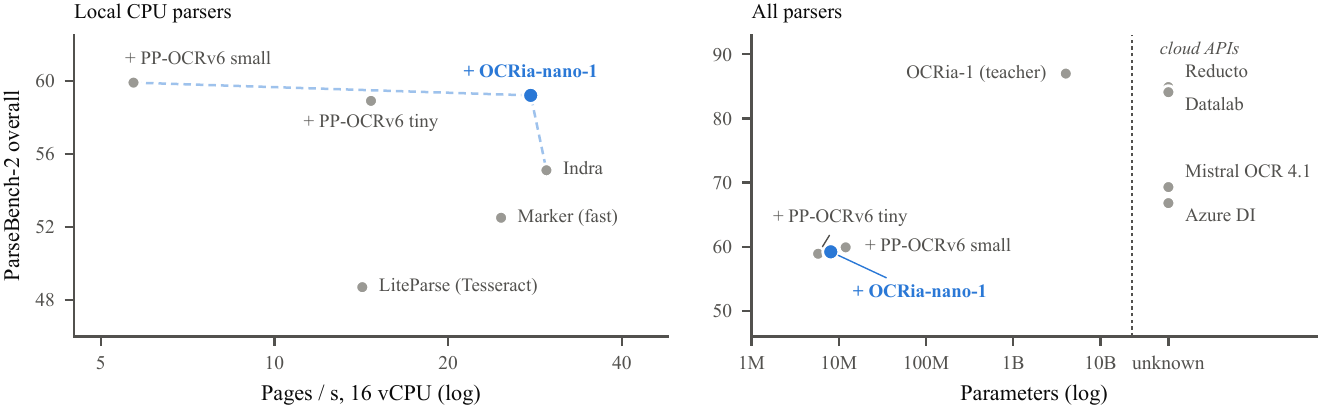 Local CPU parsers
ParseBench-2 overall
60
56
52
48
+ PP-OCRv6 small
+ OCRia-nano-1
+ PP-OCRv6 tiny
Indra
Marker (fast)
LiteParse (Tesseract)
5
10
20
40
Pages / s, 16 vCPU (log)
All parsers
90
80
70
60
50
cloud APIs
OCRia-1 (teacher)
Reducto
Datalab
Mistral OCR 4.1
Azure DI
+ PP-OCRv6 tiny
+ PP-OCRv6 small
+ OCRia-nano-1
1M
10M
100M
1B
10B
unknown
Parameters (log)